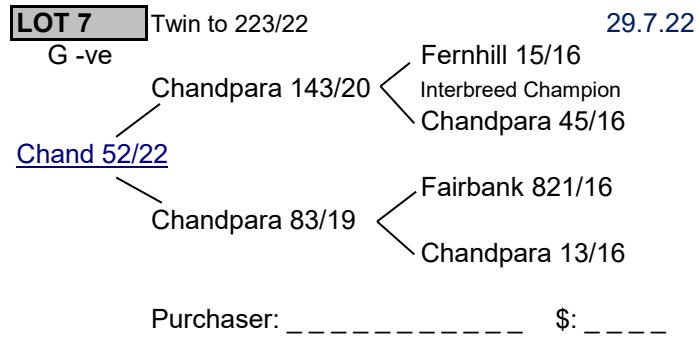 LOT 7 Twin to 223/22 29.7.22
G -ve Fernhill 15/16
Chandpara 143/20 Interbreed Champion
Chandpara 45/16
Chand 52/22
Fairbank 821/16
Chandpara 83/19
Chandpara 13/16
Purchaser: _ _ _ _ _ _ _ _ _ _ _ $: _ _ _ _